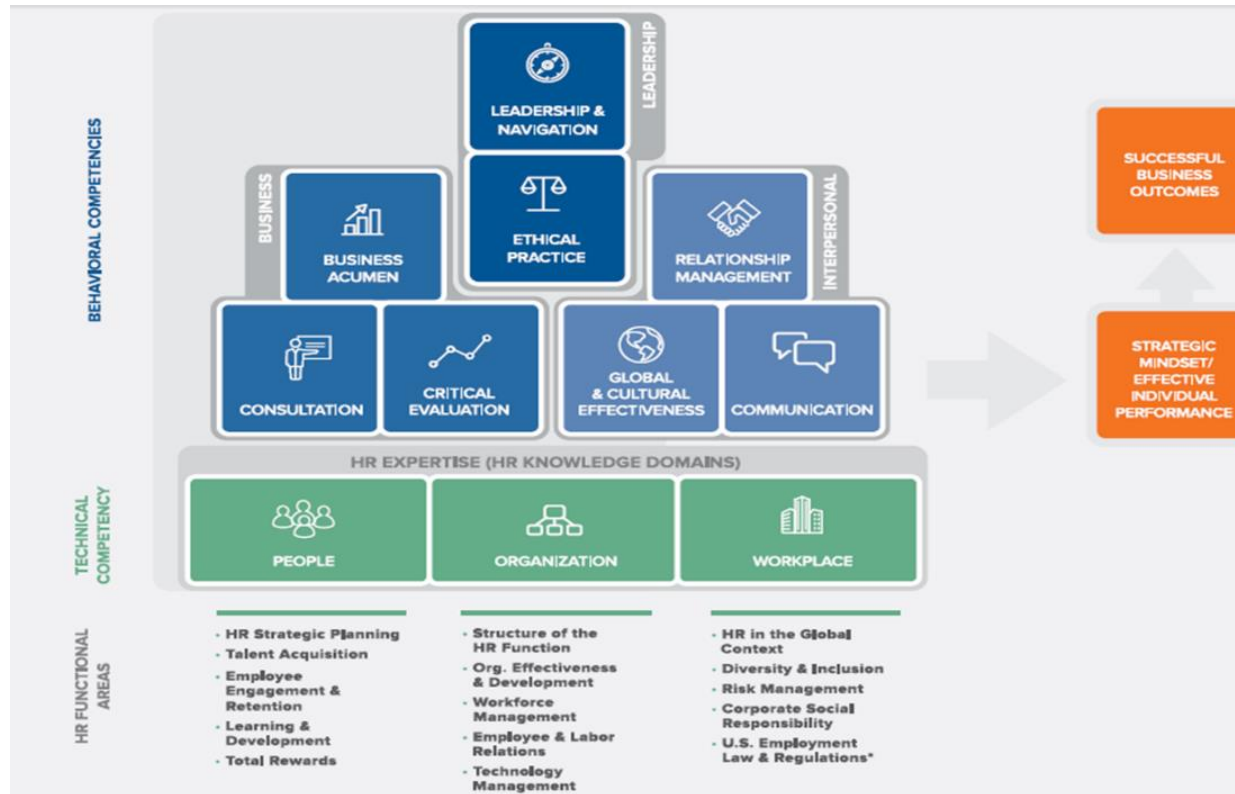 LEADERSHIP
LEADERSHIP &
NAVIGATION
BEHAVIORAL COMPETENCIES
BUSINESS
BUSINESS
ACUMEN
ETHICAL
PRACTICE
RELATIONSHIP
MANAGEMENT
INTERPERSONAL
CONSULTATION
CRITICAL
EVALUATION
GLOBAL
& CULTURAL
EFFECTIVENESS
COMMUNICATION
SUCCESSFUL
BUSINESS
OUTCOMES
STRATEGIC
MINDSET/
EFFECTIVE
INDIVIDUAL
PERFORMANCE
HR EXPERTISE (HR KNOWLEDGE DOMAINS)
TECHNICAL
COMPETENCY
PEOPLE
ORGANIZATION
WORKPLACE
HR FUNCTIONAL
AREAS
• HR Strategic Planning
• Talent Acquisition
• Employee
Engagement &
Retention
• Learning &
Development
• Total Rewards
• Structure of the
HR Function
• Org. Effectiveness
& Development
• Workforce
Management
• Employee & Labor
Relations
• Technology
Management
• HR in the Global
Context
• Diversity & Inclusion
• Risk Management
• Corporate Social
Responsibility
• U.S. Employment
Law & Regulations*